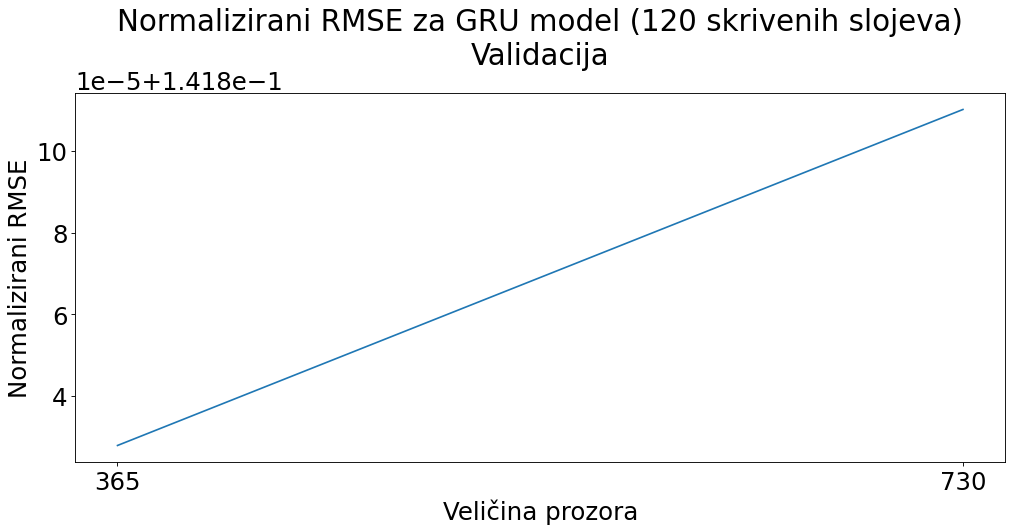 Normalizirani RMSE za GRU model (120 skrivenih slojeva)
Validacija
1e−5+1.418e−1
10
8
6
4
Normalizirani RMSE
365
730
Veličina prozora